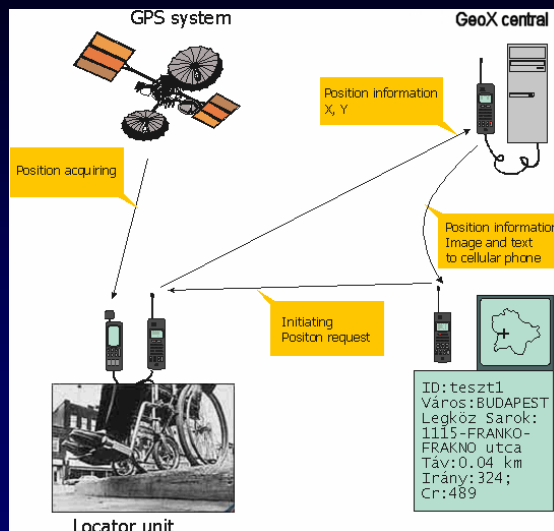 GPS system
GeoX central
Position information
X, Y
Position acquiring
Position information
Image and text
to cellular phone
Initiating
Positon request
ID:teszt1
Város:BUDAPEST
Legköz Sarok:
1115-FRANKO-
FRAKNO utca
Táv:0.04 km
Irány:324;
Cr:489
Locator unit